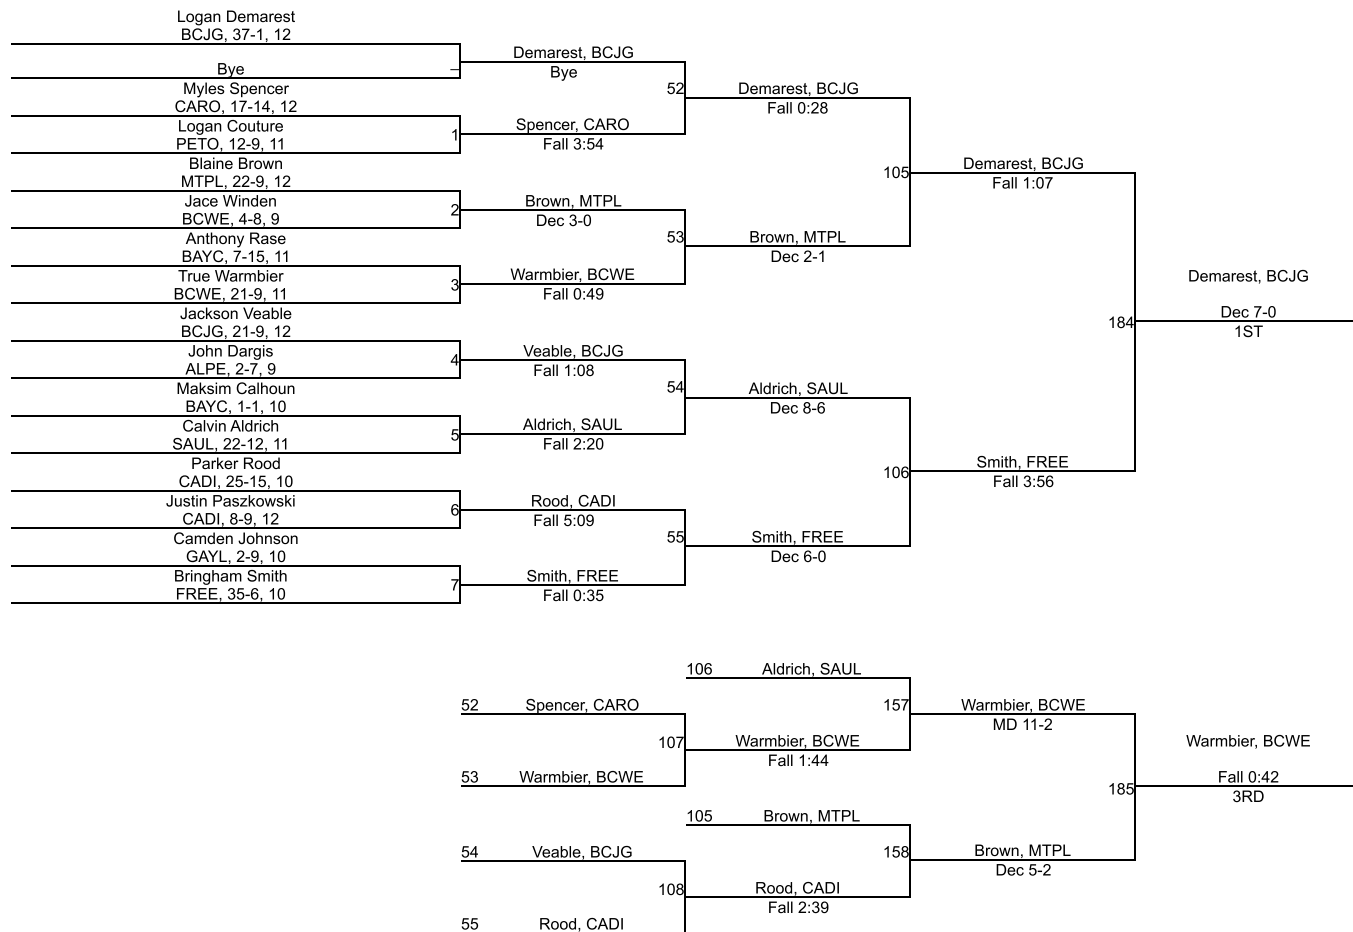 Logan Demarest
BCJG, 37-1, 12
Bye
Myles Spencer
CARO, 17-14, 12
Logan Couture
PETO, 12-9, 11
Blaine Brown
MTPL, 22-9, 12
Jace Winden
BCWE, 4-8, 9
Anthony Rase
BAYC, 7-15, 11
True Warmbier
BCWE, 21-9, 11
Jackson Veable
BCJG, 21-9, 12
John Dargis
ALPE, 2-7, 9
Maksim Calhoun
BAYC, 1-1, 10
Calvin Aldrich
SAUL, 22-12, 11
Parker Rood
CADI, 25-15, 10
Justin Paszkowski
CADI, 8-9, 12
Camden Johnson
GAYL, 2-9, 10
Bringham Smith
FREE, 35-6, 10
–
1
2
3
4
5
6
7
Demarest, BCJG
Bye
Spencer, CARO
Fall 3:54
Brown, MTPL
Dec 3-0
Warmbier, BCWE
Fall 0:49
Veable, BCJG
Fall 1:08
Aldrich, SAUL
Fall 2:20
Rood, CADI
Fall 5:09
Smith, FREE
Fall 0:35
52
53
54
55
Demarest, BCJG
Fall 0:28
Brown, MTPL
Dec 2-1
Aldrich, SAUL
Dec 8-6
Smith, FREE
Dec 6-0
105
106
Demarest, BCJG
Fall 1:07
Smith, FREE
Fall 3:56
184
Demarest, BCJG
Dec 7-0
1ST
52 Spencer, CARO
53 Warmbier, BCWE
54 Veable, BCJG
55 Rood, CADI
107
108
106 Aldrich, SAUL
Warmbier, BCWE
Fall 1:44
105 Brown, MTPL
Rood, CADI
Fall 2:39
157
158
Warmbier, BCWE
MD 11-2
Brown, MTPL
Dec 5-2
185
Warmbier, BCWE
Fall 0:42
3RD